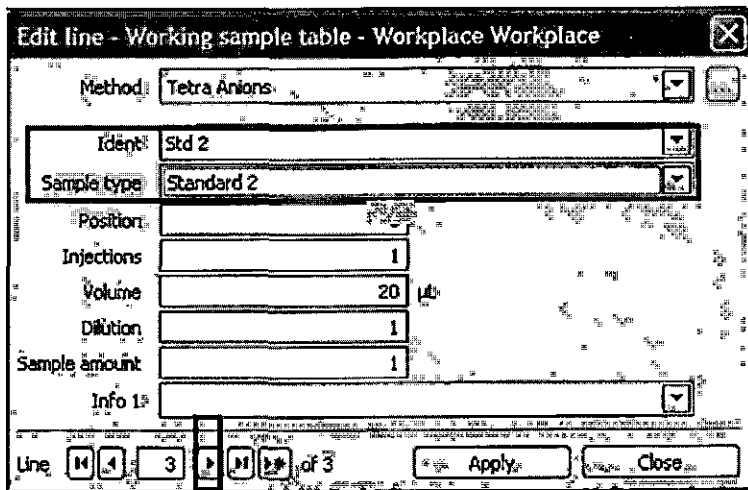 Edit line - Working sample table - Workplace Workplace
Method Tetra Anions
Ident Std 2
Sample type Standard 2
Position
Injections 1
Volume 20 µL
Dilution 1
Sample amount 1
Info 1
Line 3 of 3 Apply Close